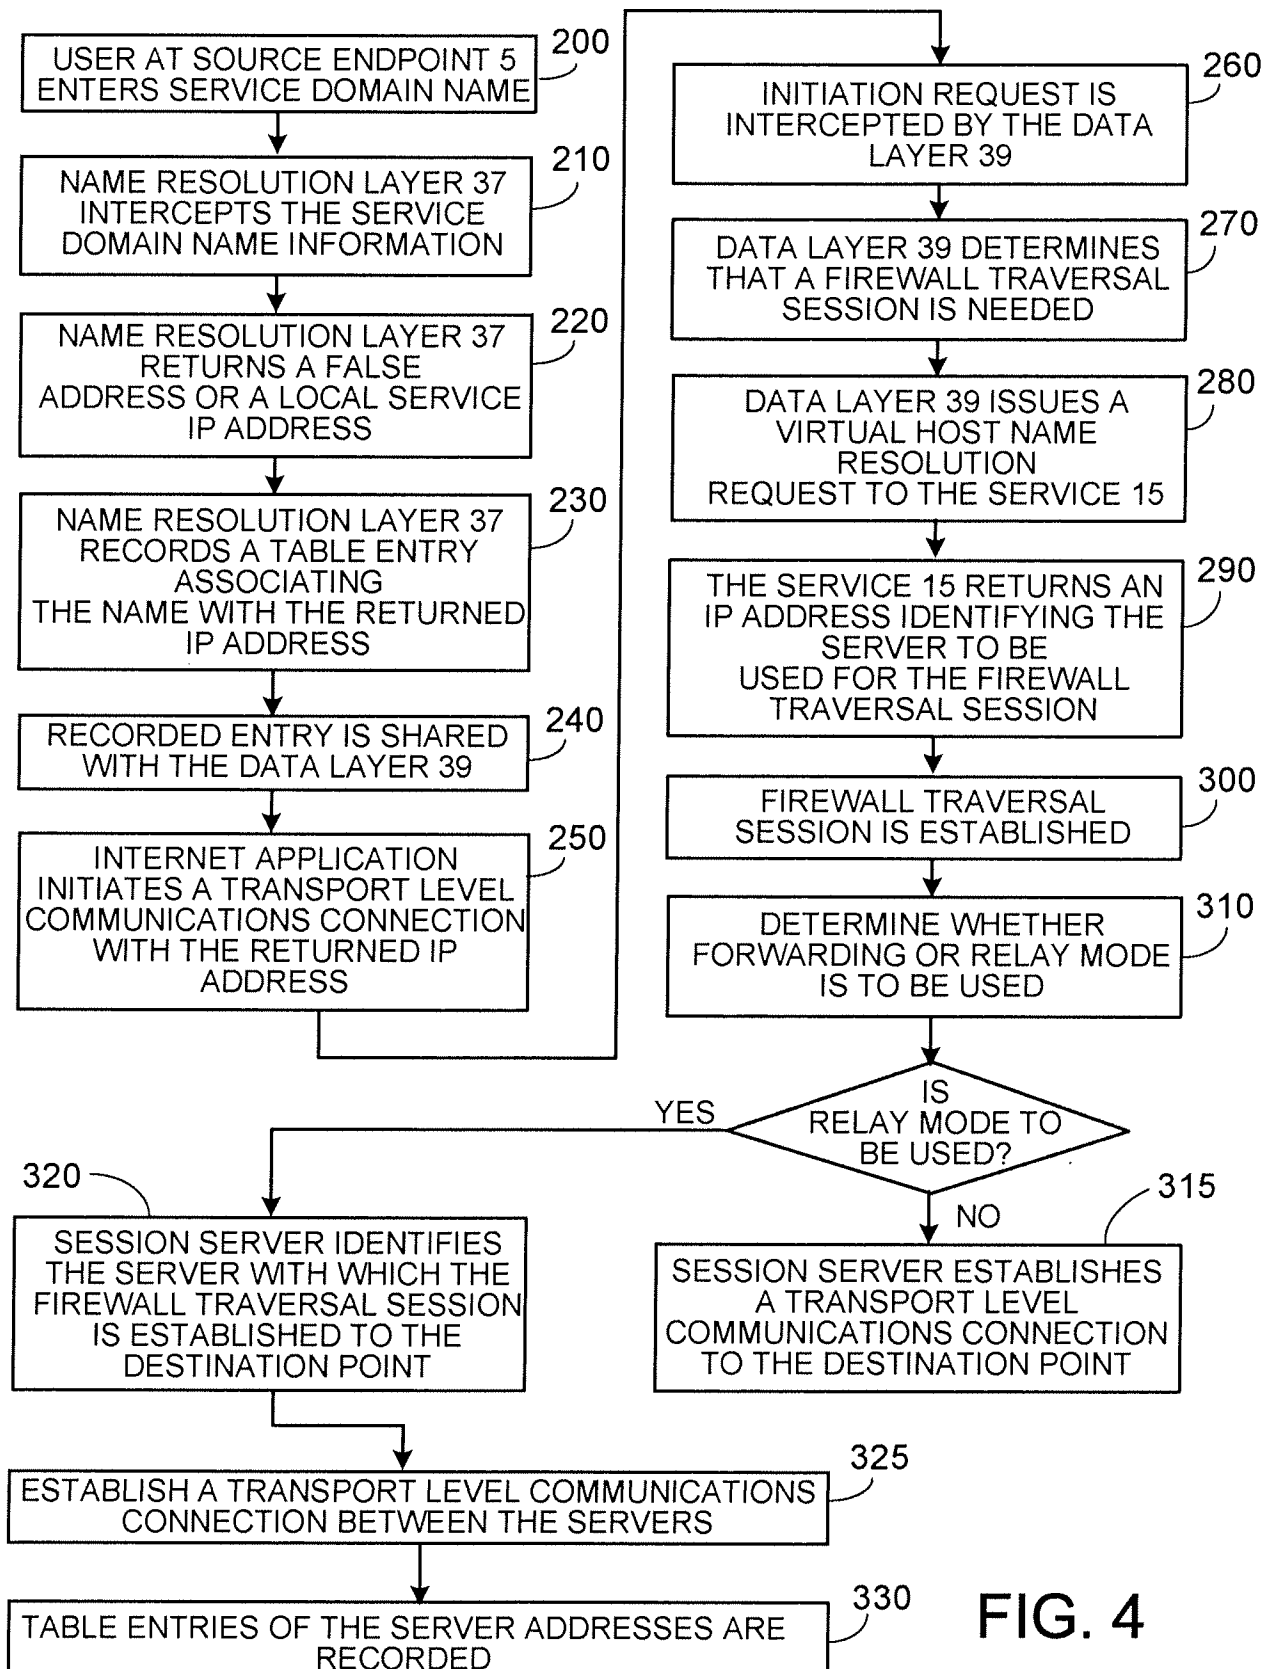 USER AT SOURCE ENDPOINT 5
ENTERS SERVICE DOMAIN NAME
200
NAME RESOLUTION LAYER 37
INTERCEPTS THE SERVICE
DOMAIN NAME INFORMATION
210
NAME RESOLUTION LAYER 37
RETURNS A FALSE
ADDRESS OR A LOCAL SERVICE
IP ADDRESS
220
NAME RESOLUTION LAYER 37
RECORDS A TABLE ENTRY
ASSOCIATING
THE NAME WITH THE RETURNED
IP ADDRESS
230
RECORDED ENTRY IS SHARED
WITH THE DATA LAYER 39
240
INTERNET APPLICATION
INITIATES A TRANSPORT LEVEL
COMMUNICATIONS CONNECTION
WITH THE RETURNED IP
ADDRESS
250
INITIATION REQUEST IS
INTERCEPTED BY THE DATA
LAYER 39
260
DATA LAYER 39 DETERMINES
THAT A FIREWALL TRAVERSAL
SESSION IS NEEDED
270
DATA LAYER 39 ISSUES A
VIRTUAL HOST NAME
RESOLUTION
REQUEST TO THE SERVICE 15
280
THE SERVICE 15 RETURNS AN
IP ADDRESS IDENTIFYING THE
SERVER TO BE
USED FOR THE FIREWALL
TRAVERSAL SESSION
290
FIREWALL TRAVERSAL
SESSION IS ESTABLISHED
300
DETERMINE WHETHER
FORWARDING OR RELAY MODE
IS TO BE USED
310
IS
RELAY MODE TO
BE USED?
YES
NO
SESSION SERVER ESTABLISHES
A TRANSPORT LEVEL
COMMUNICATIONS CONNECTION
TO THE DESTINATION POINT
315
320
SESSION SERVER IDENTIFIES
THE SERVER WITH WHICH THE
FIREWALL TRAVERSAL SESSION
IS ESTABLISHED TO THE
DESTINATION POINT
ESTABLISH A TRANSPORT LEVEL COMMUNICATIONS
CONNECTION BETWEEN THE SERVERS
325
TABLE ENTRIES OF THE SERVER ADDRESSES ARE
RECORDED
330
FIG. 4